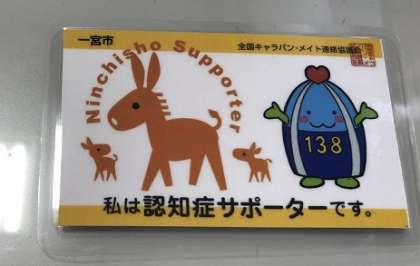 一宮市
全国キャラバン・メイト連絡協議会
Ninchisho Supporter
138
私は認知症サポーターです。